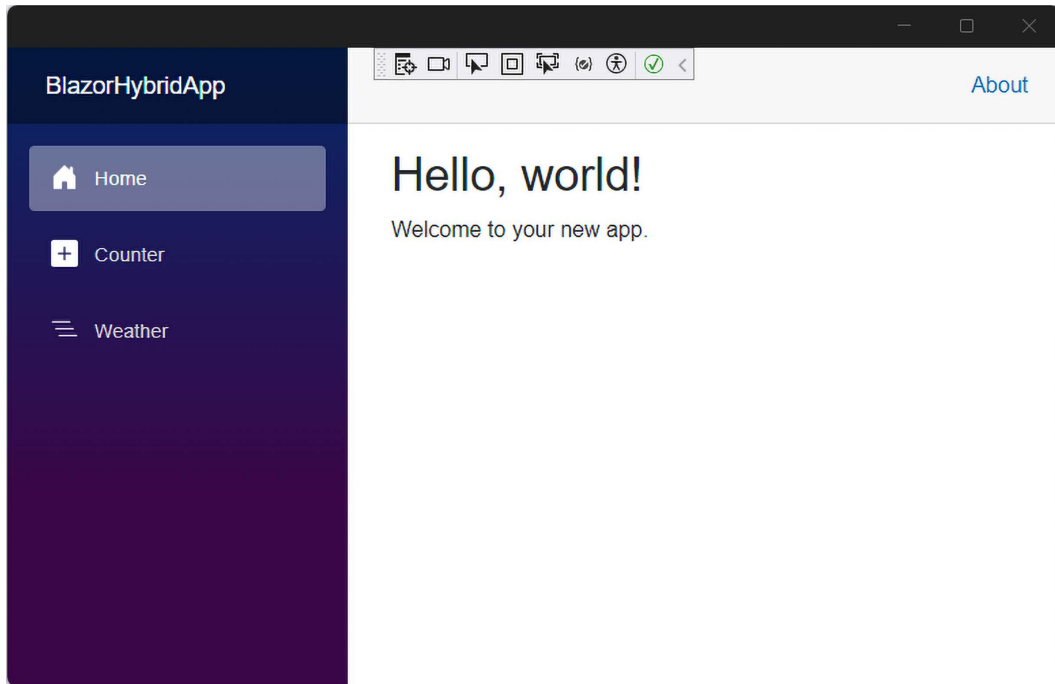 BlazorHybridApp
About
Home
Counter
Weather
Hello, world!
Welcome to your new app.